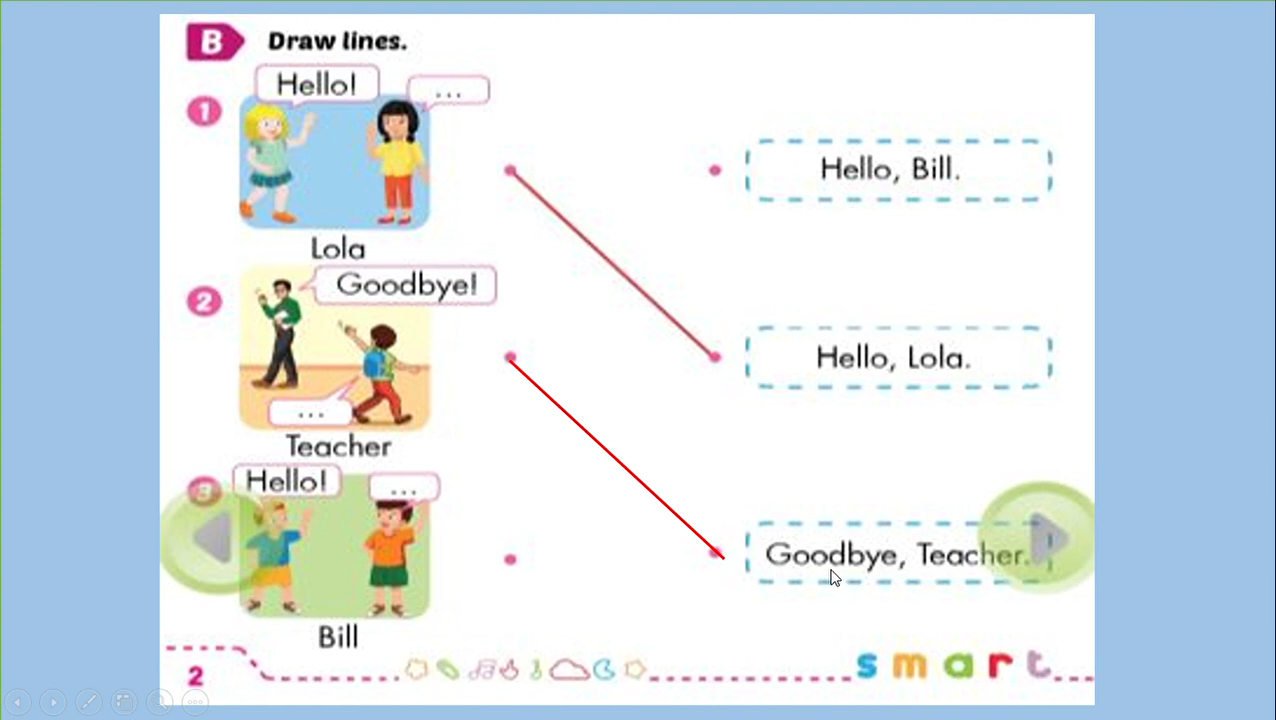 B Draw lines.
1
Hello!
...
Lola
Hello, Bill.
2
Goodbye!
...
Teacher
Hello, Lola.
3
Hello!
...
Bill
Goodbye, Teacher.
2
smart